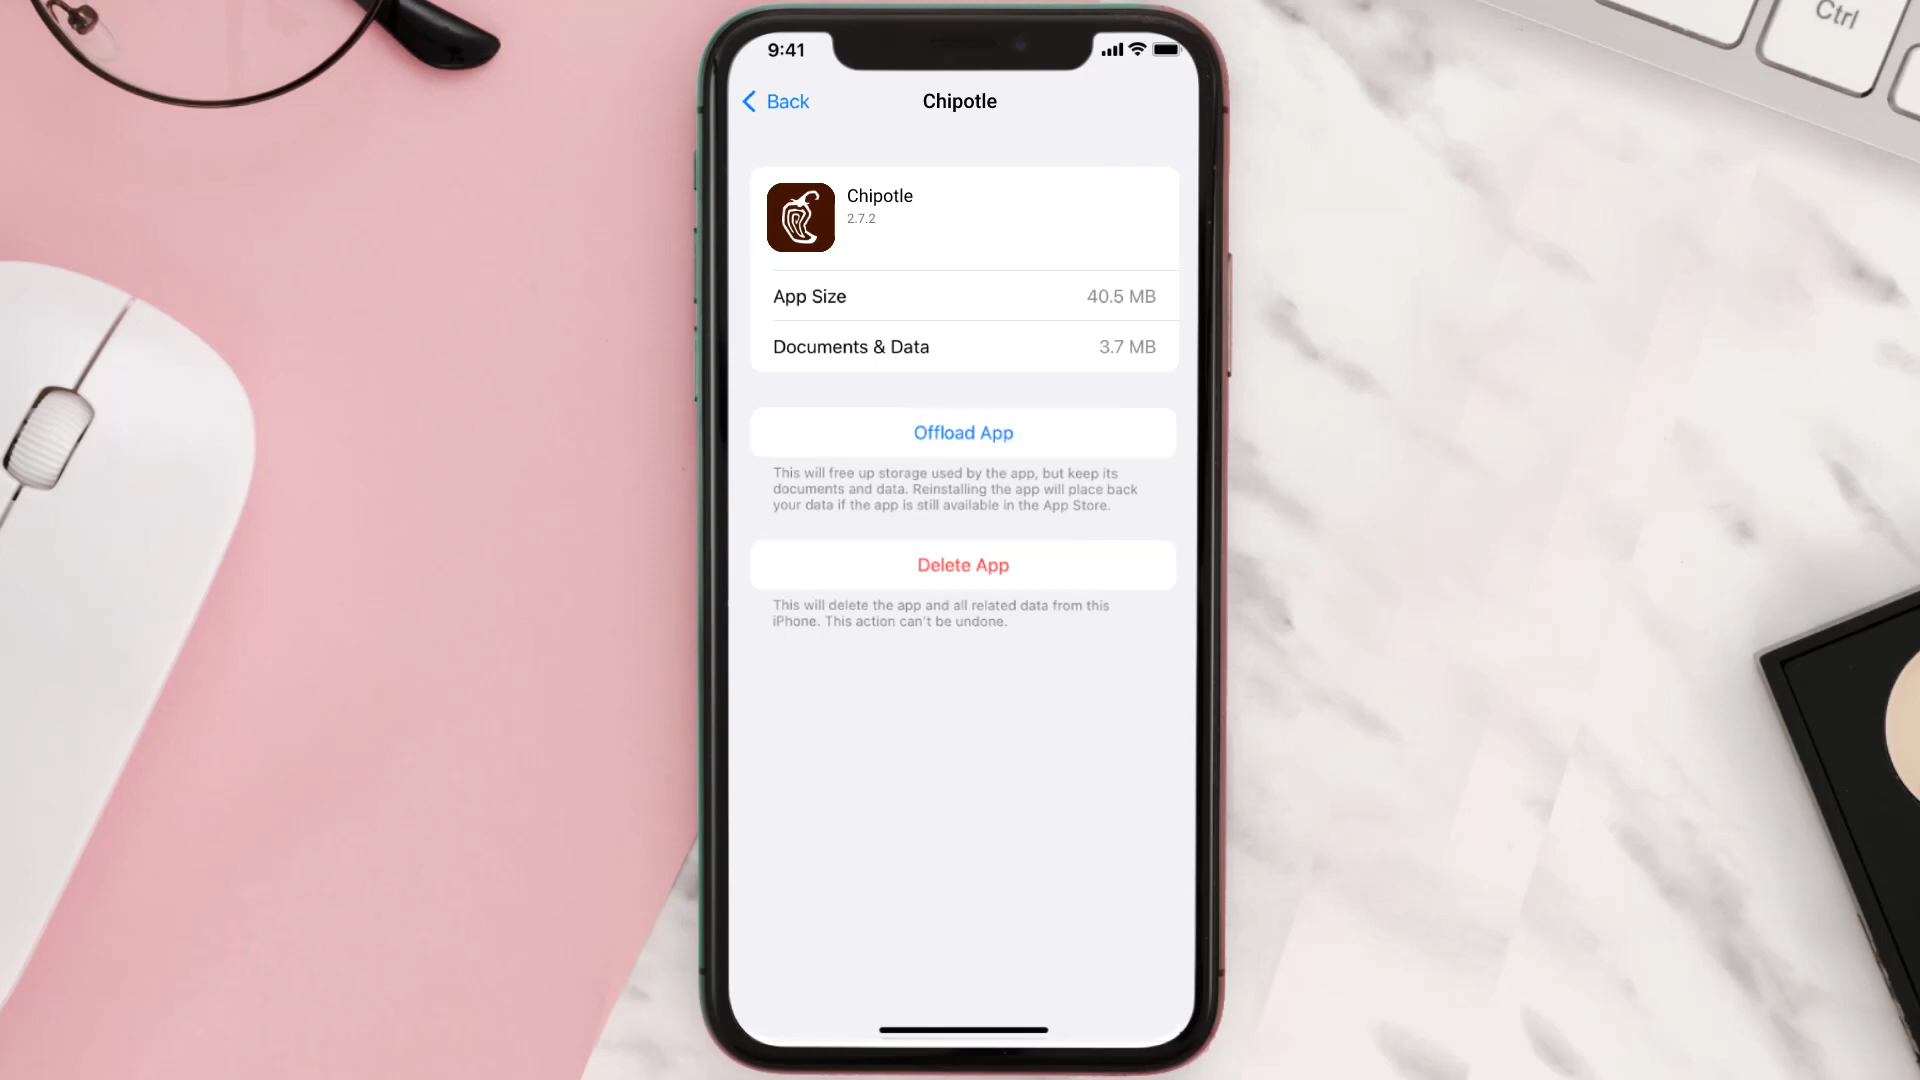 Ctrl
9:41
Back
Chipotle
Chipotle
2.7.2
App Size 40.5 MB
Documents & Data 3.7 MB
Offload App
This will free up storage used by the app, but keep its
documents and data. Reinstalling the app will place back
your data if the app is still available in the App Store.
Delete App
This will delete the app and all related data from this
iPhone. This action can't be undone.